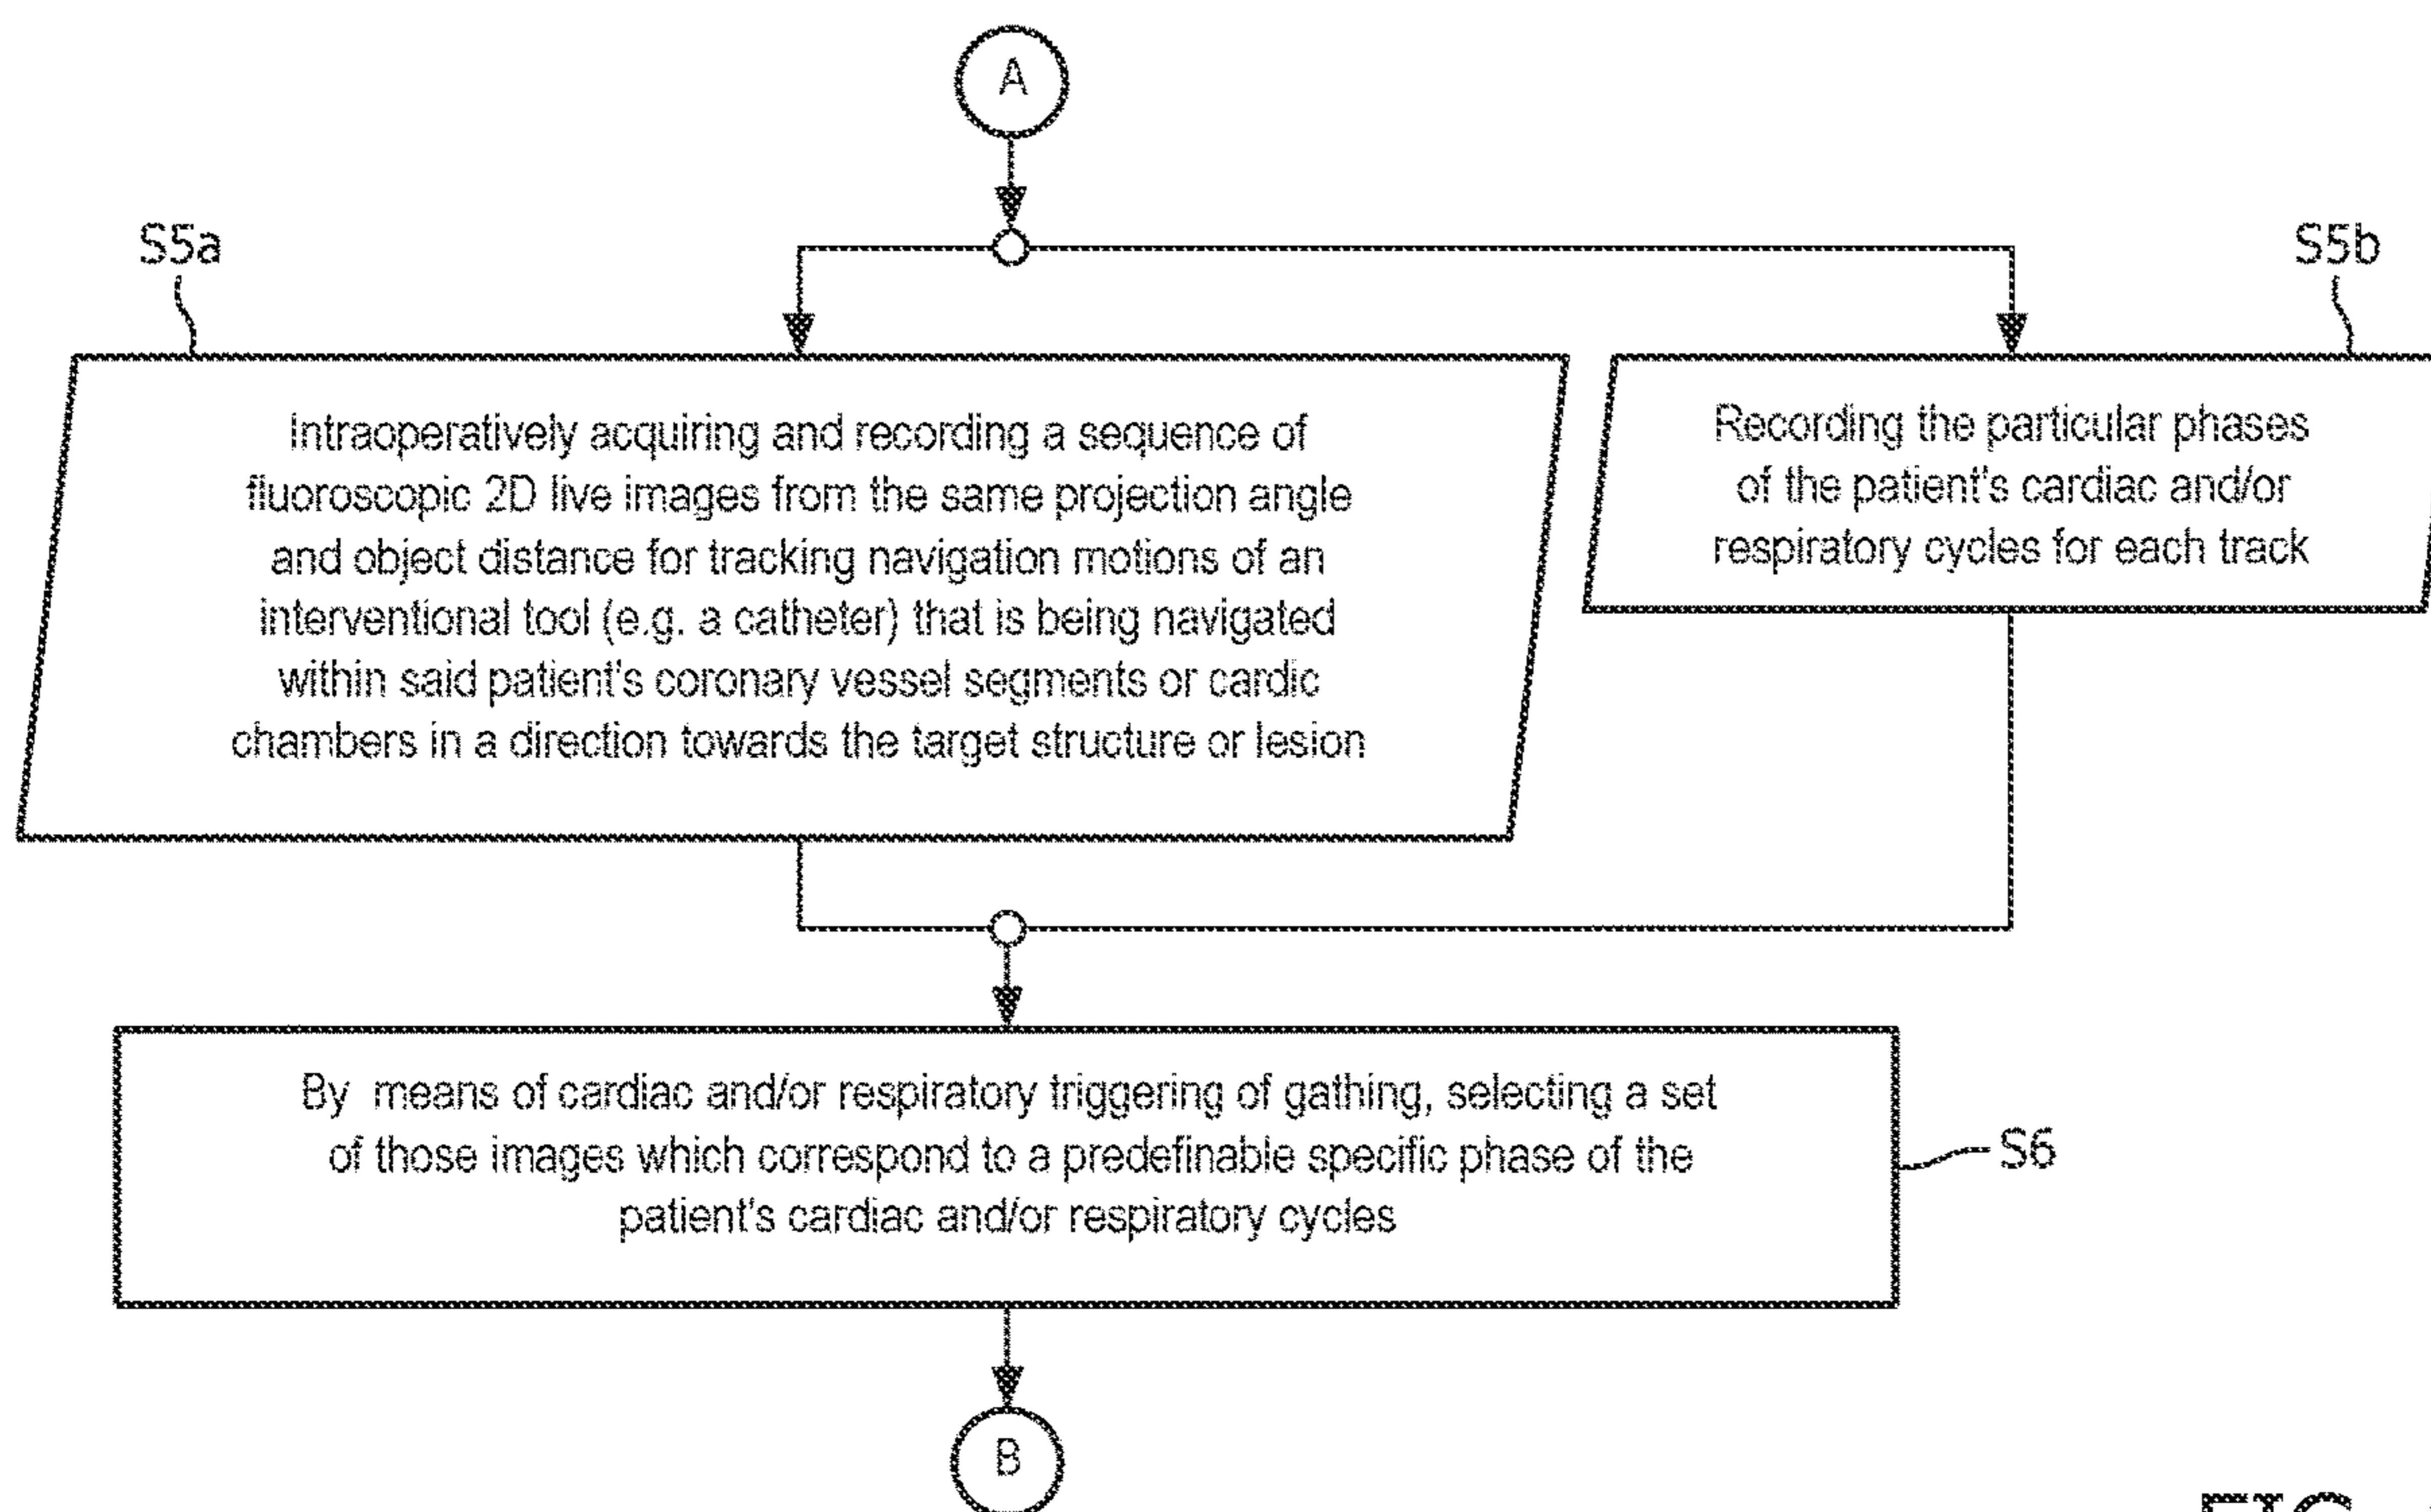 A
S5a
S5b
Intraoperatively acquiring and recording a sequence of
fluoroscopic 2D live images from the same projection angle
and object distance for tracking navigation motions of an
interventional tool (e.g. a catheter) that is being navigated
within said patient's coronary vessel segments or cardic
chambers in a direction towards the target structure or lesion
Recording the particular phases
of the patient's cardiac and/or
respiratory cycles for each track
By means of cardiac and/or respiratory triggering of gathing, selecting a set
of those images which correspond to a predefinable specific phase of the
patient's cardiac and/or respiratory cycles
S6
B